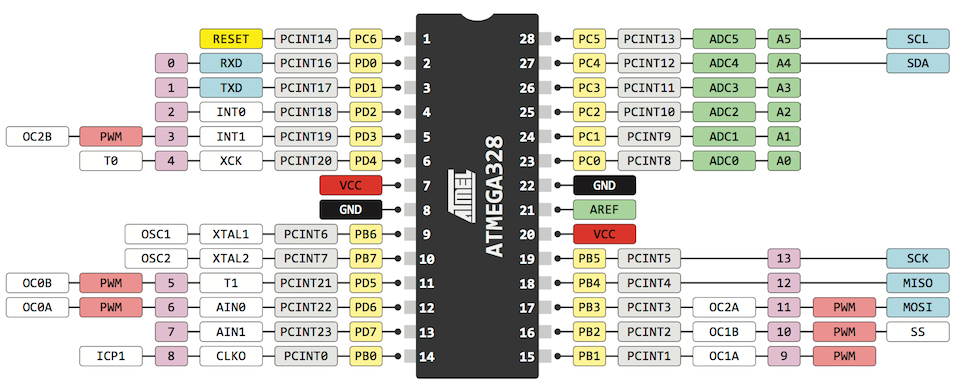 RESET PCINT14 PC6 1 28 PC5 PCINT13 ADC5 A5 SCL
0 RXD PCINT16 PD0 2 27 PC4 PCINT12 ADC4 A4 SDA
1 TXD PCINT17 PD1 3 26 PC3 PCINT11 ADC3 A3
2 INT0 PCINT18 PD2 4 25 PC2 PCINT10 ADC2 A2
OC2B PWM 3 INT1 PCINT19 PD3 5 24 PC1 PCINT9 ADC1 A1
T0 4 XCK PCINT20 PD4 6 23 PC0 PCINT8 ADC0 A0
VCC 7 22 GND
GND 8 21 AREF
OSC1 XTAL1 PCINT6 PB6 9 20 VCC
OSC2 XTAL2 PCINT7 PB7 10 19 PB5 PCINT5 13 SCK
OC0B PWM 5 T1 PCINT21 PD5 11 18 PB4 PCINT4 12 MISO
OC0A PWM 6 AIN0 PCINT22 PD6 12 17 PB3 PCINT3 OC2A 11 PWM MOSI
7 AIN1 PCINT23 PD7 13 16 PB2 PCINT2 OC1B 10 PWM SS
ICP1 8 CLKO PCINT0 PB0 14 15 PB1 PCINT1 OC1A 9 PWM
ATMEL
ATMEGA328